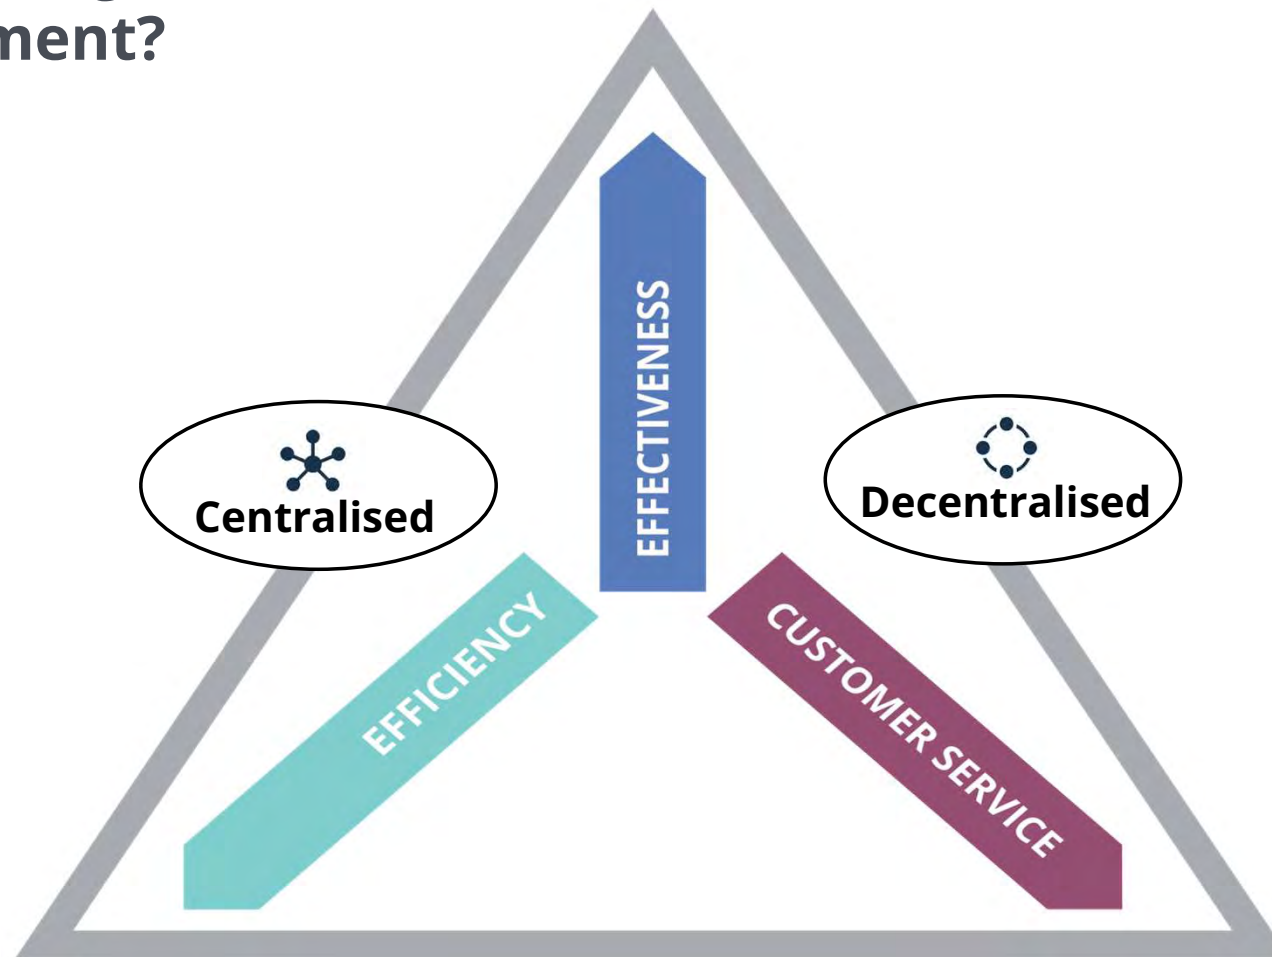 ment?
EFFECTIVENESS
Centralised
Decentralised
EFFICIENCY
CUSTOMER SERVICE